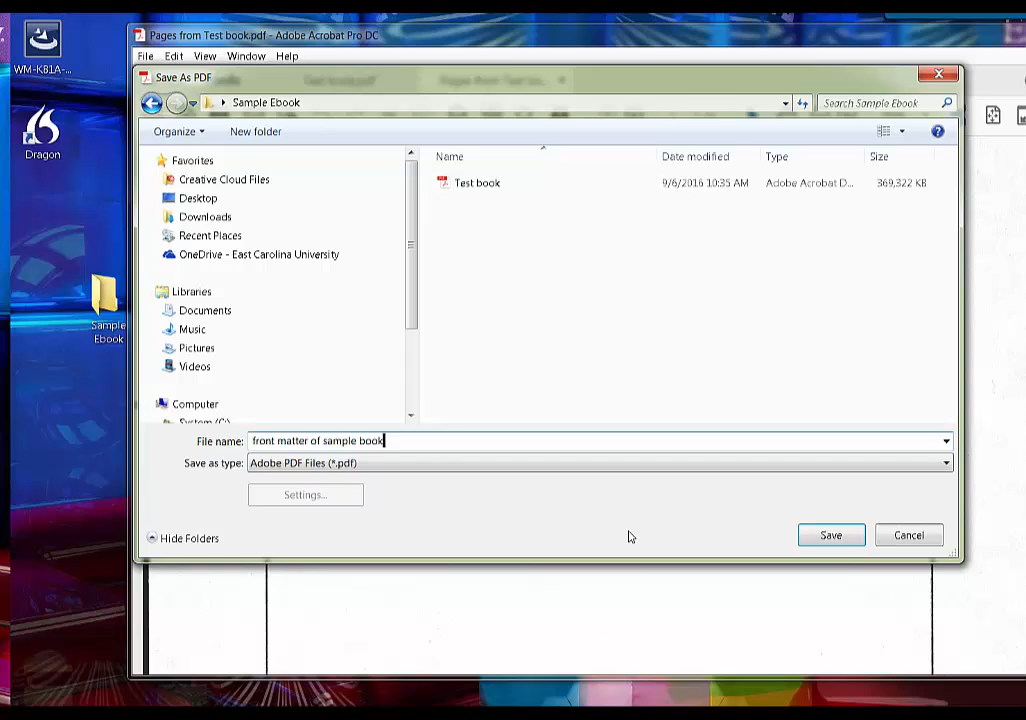 WM-KB1A-...
Dragon
Sample
Ebook
Pages from Test book.pdf - Adobe Acrobat Pro DC
File Edit View Window Help
Save As PDF
Sample Ebook
Search Sample Ebook
Organize New folder
Favorites
Creative Cloud Files
Desktop
Downloads
Recent Places
OneDrive - East Carolina University
Libraries
Documents
Music
Pictures
Videos
Computer
System (C:)
Name Date modified Type Size
Test book 9/6/2016 10:35 AM Adobe Acrobat D... 369,322 KB
File name: front matter of sample book
Save as type: Adobe PDF Files (*.pdf)
Settings...
Hide Folders
Save Cancel